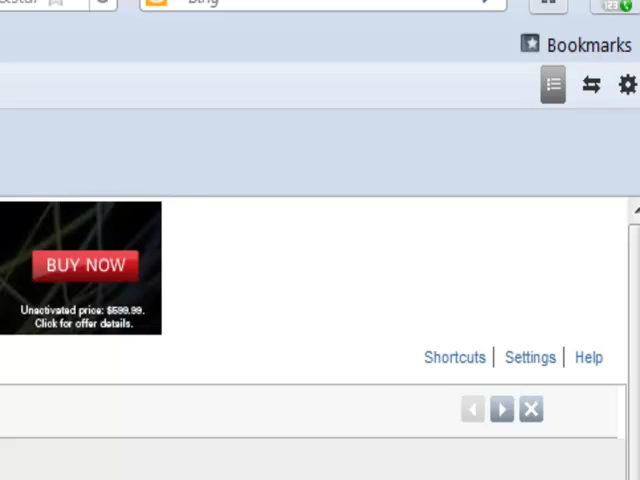 Bing
Bookmarks
BUY NOW
Unactivated price: $599.99.
Click for offer details.
Shortcuts | Settings | Help